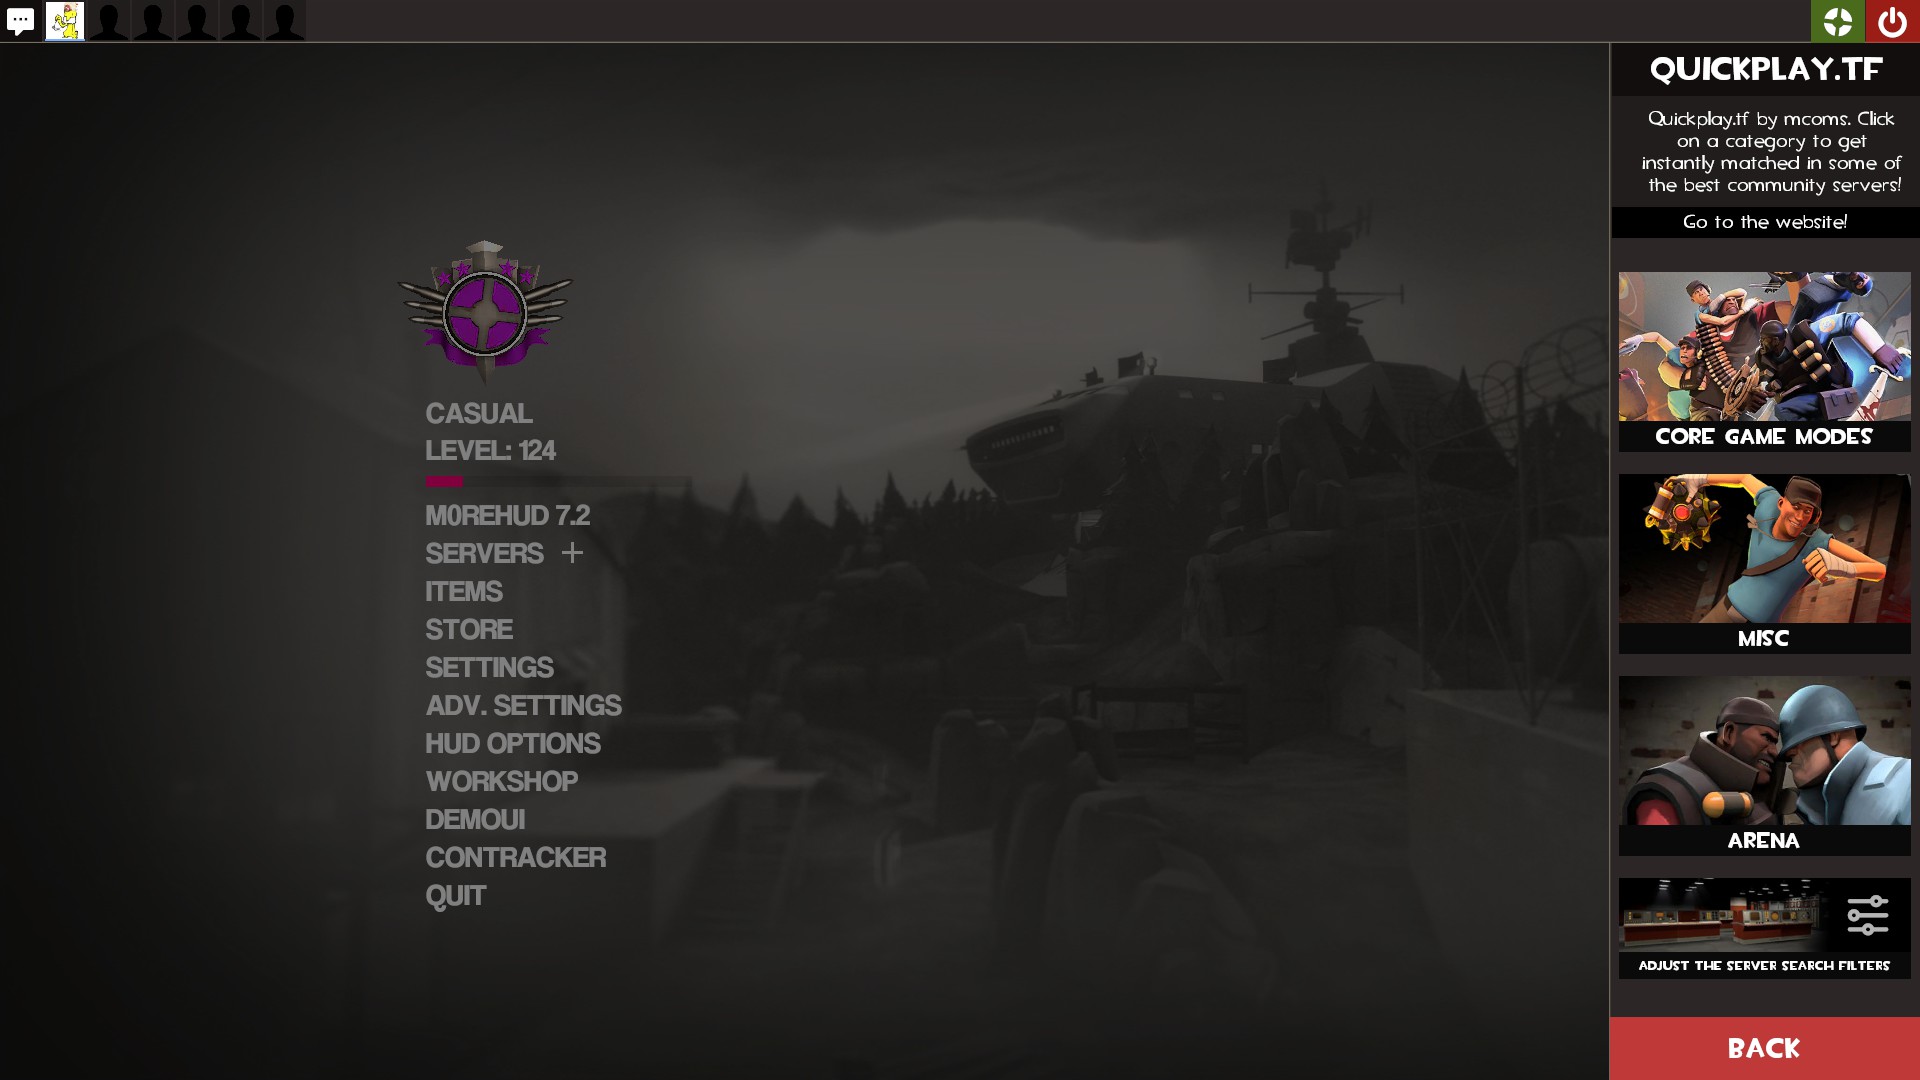 CASUAL
LEVEL: 124
M0REHUD 7.2
SERVERS +
ITEMS
STORE
SETTINGS
ADV. SETTINGS
HUD OPTIONS
WORKSHOP
DEMOUI
CONTRACKER
QUIT
QUICKPLAY.TF
Quickplay.tf by mcoms. Click
on a category to get
instantly matched in some of
the best community servers!
Go to the website!
CORE GAME MODES
MISC
ARENA
ADJUST THE SERVER SEARCH FILTERS
BACK